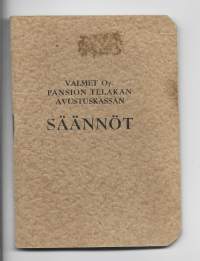 VALMET Oy.
PANSION TELAKAN
AVUSTUSKASSAN
SÄÄNNÖT